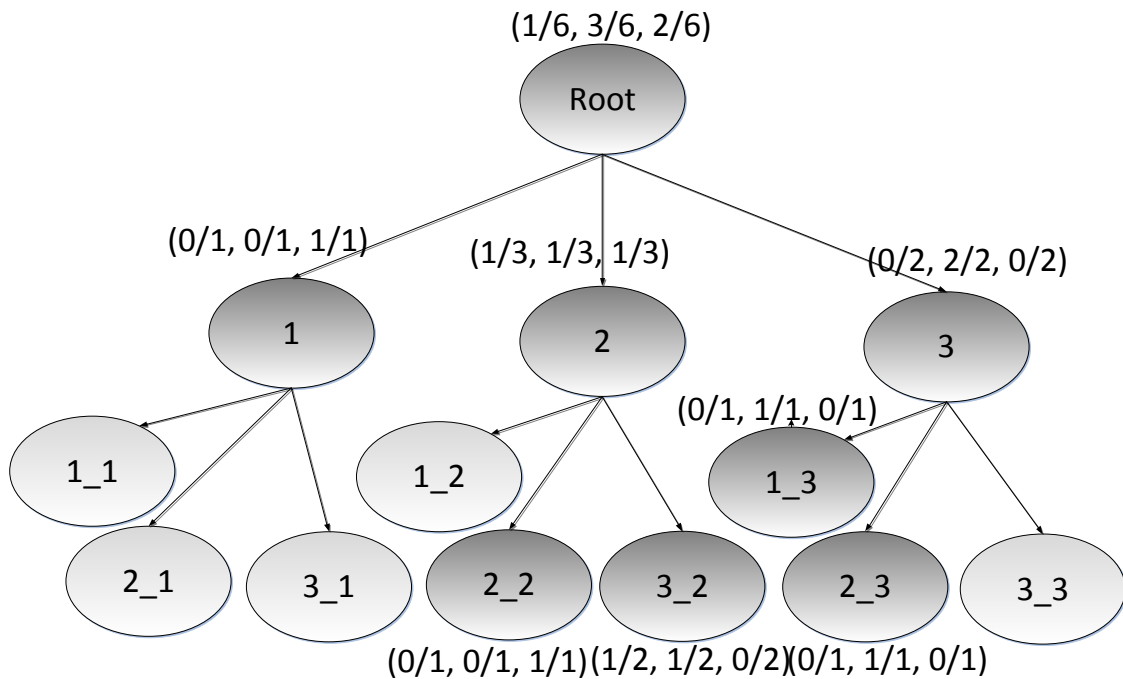 (1/6, 3/6, 2/6)
Root
(0/1, 0/1, 1/1)
(1/3, 1/3, 1/3)
(0/2, 2/2, 0/2)
1
2
3
(0/1, 1/1, 0/1)
1_1
1_2
1_3
2_1
3_1
2_2
3_2
2_3
3_3
(0/1, 0/1, 1/1)
(1/2, 1/2, 0/2)
(0/1, 1/1, 0/1)